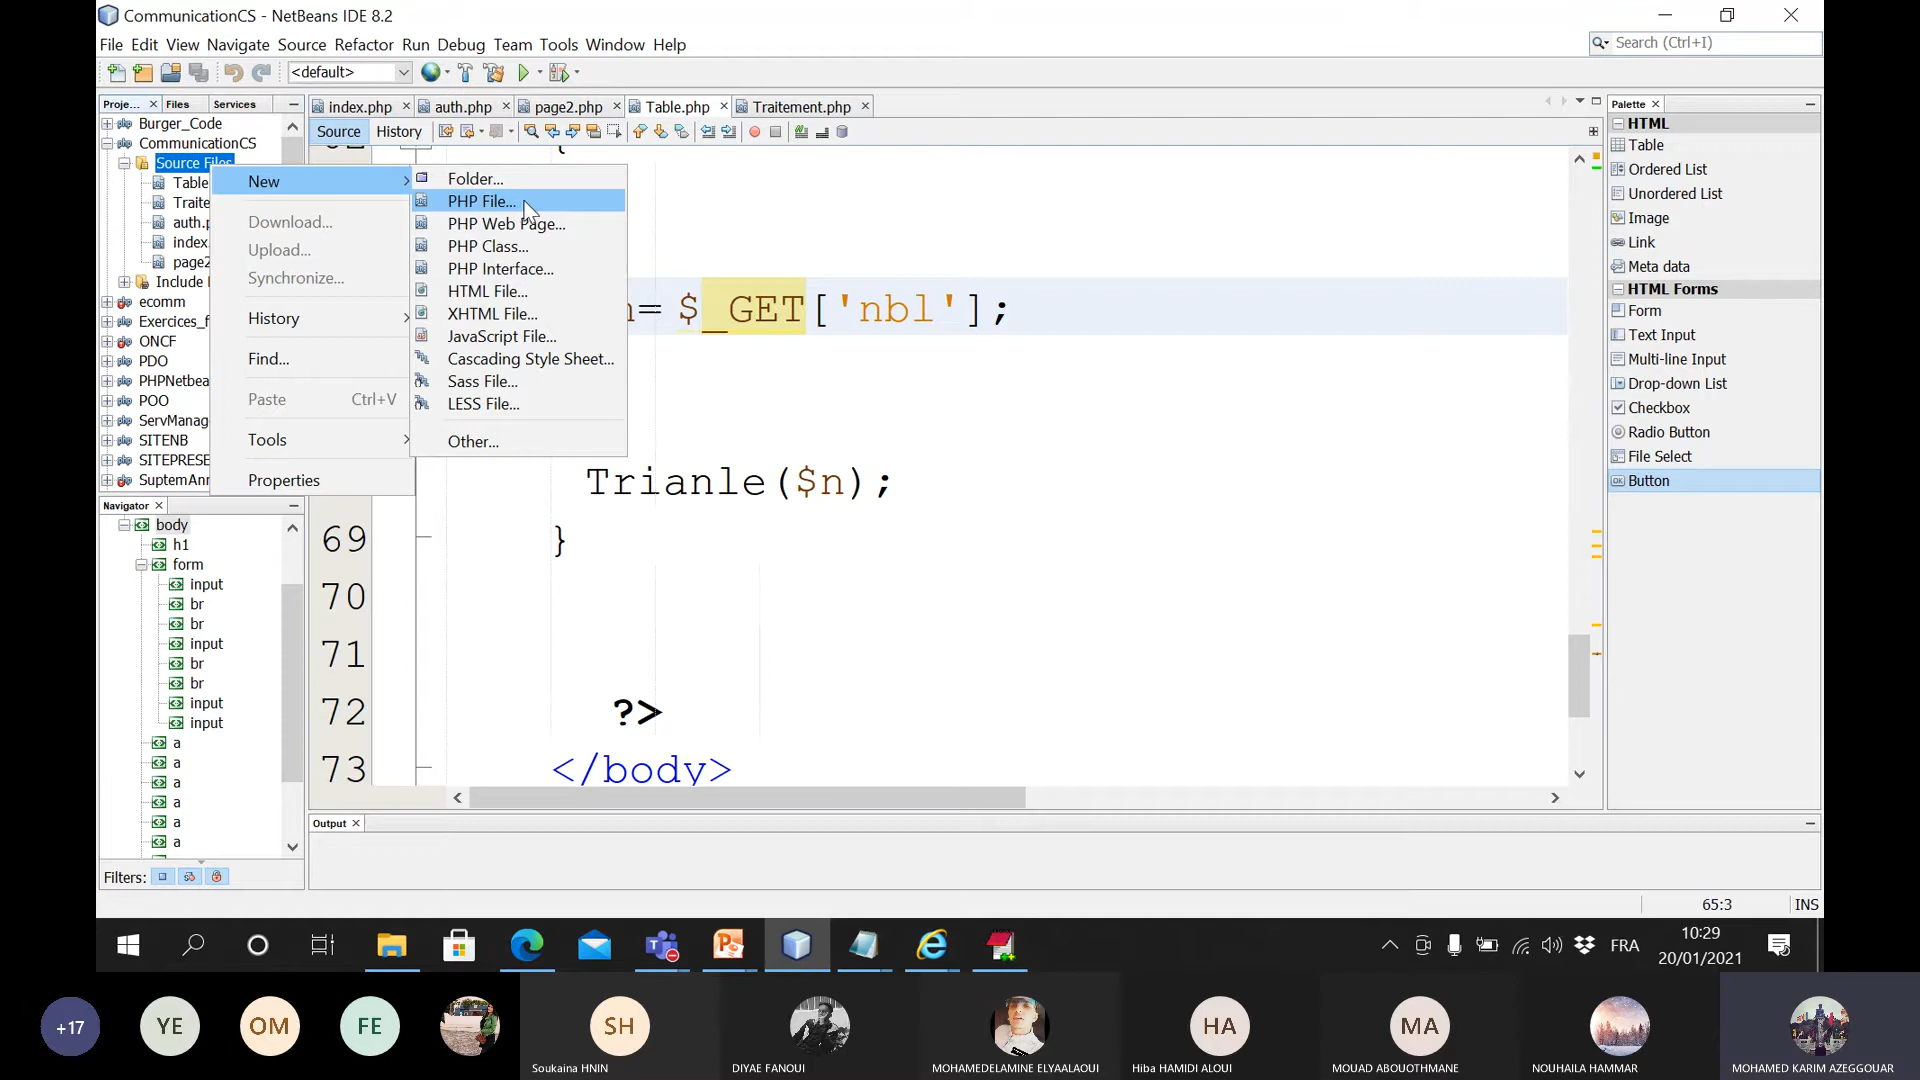 CommunicationCS - NetBeans IDE 8.2
File Edit View Navigate Source Refactor Run Debug Team Tools Window Help
Search (Ctrl+I)
<default>
Proje... Files Services
index.php auth.php page2.php Table.php Traitement.php
Source History
Burger_Code
CommunicationCS
Source Files
Table
Traite
auth.p
index.
page2
Include
ecomm
Exercices_f
ONCF
PDO
PHPNetbea
POO
ServManag
SITENB
SITEPRESE
SuptemAnn
New
Download...
Upload...
Synchronize...
History
Find...
Paste Ctrl+V
Tools
Properties
Folder...
PHP File...
PHP Web Page...
PHP Class...
PHP Interface...
HTML File...
XHTML File...
JavaScript File...
Cascading Style Sheet...
Sass File...
LESS File...
Other...
{
= $_GET['nbl'];
Trianle($n);
69 }
70
71
72 ?>
73 </body>
Palette
HTML
Table
Ordered List
Unordered List
Image
Link
Meta data
HTML Forms
Form
Text Input
Multi-line Input
Drop-down List
Checkbox
Radio Button
File Select
Button
Navigator
body
h1
form
input
br
br
input
br
br
input
input
a
a
a
a
a
a
Filters:
Output
65:3 INS
FRA
10:29
20/01/2021
+17 YE OM FE SH HA MA
Soukaina HNIN
DIYAE FANOUI
MOHAMEDELAMINE ELYAALAOUI
Hiba HAMIDI ALOUI
MOUAD ABOUOTHMANE
NOUHAILA HAMMAR
MOHAMED KARIM AZEGGOUAR